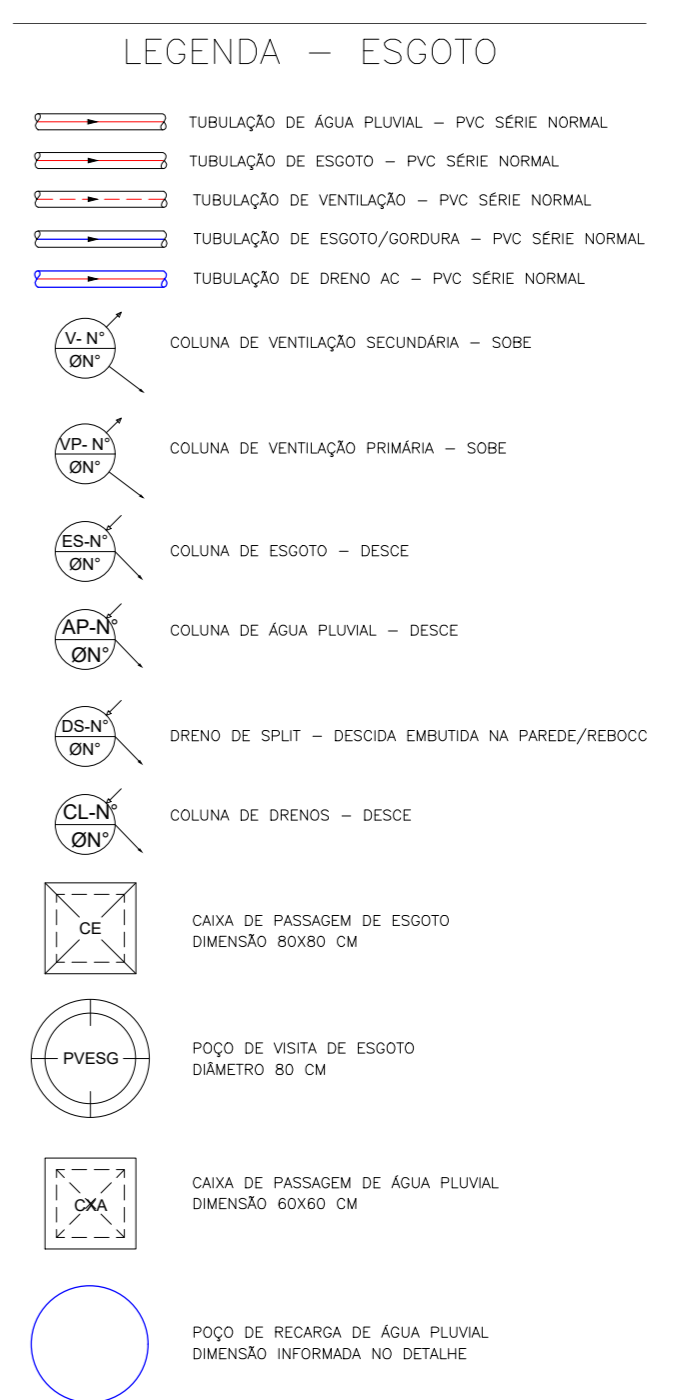 LEGENDA – ESGOTO
TUBULAÇÃO DE ÁGUA PLUVIAL – PVC SÉRIE NORMAL
TUBULAÇÃO DE ESGOTO – PVC SÉRIE NORMAL
TUBULAÇÃO DE VENTILAÇÃO – PVC SÉRIE NORMAL
TUBULAÇÃO DE ESGOTO/GORDURA – PVC SÉRIE NORMAL
TUBULAÇÃO DE DRENO AC – PVC SÉRIE NORMAL
V- N°
ØN°
COLUNA DE VENTILAÇÃO SECUNDÁRIA – SOBE
VP- N°
ØN°
COLUNA DE VENTILAÇÃO PRIMÁRIA – SOBE
ES-N°
ØN°
COLUNA DE ESGOTO – DESCE
AP-N°
ØN°
COLUNA DE ÁGUA PLUVIAL – DESCE
DS-N°
ØN°
DRENO DE SPLIT – DESCIDA EMBUTIDA NA PAREDE/REBOCC
CL-N°
ØN°
COLUNA DE DRENOS – DESCE
CE
CAIXA DE PASSAGEM DE ESGOTO
DIMENSÃO 80X80 CM
PVESG
POÇO DE VISITA DE ESGOTO
DIÂMETRO 80 CM
CXA
CAIXA DE PASSAGEM DE ÁGUA PLUVIAL
DIMENSÃO 60X60 CM
POÇO DE RECARGA DE ÁGUA PLUVIAL
DIMENSÃO INFORMADA NO DETALHE